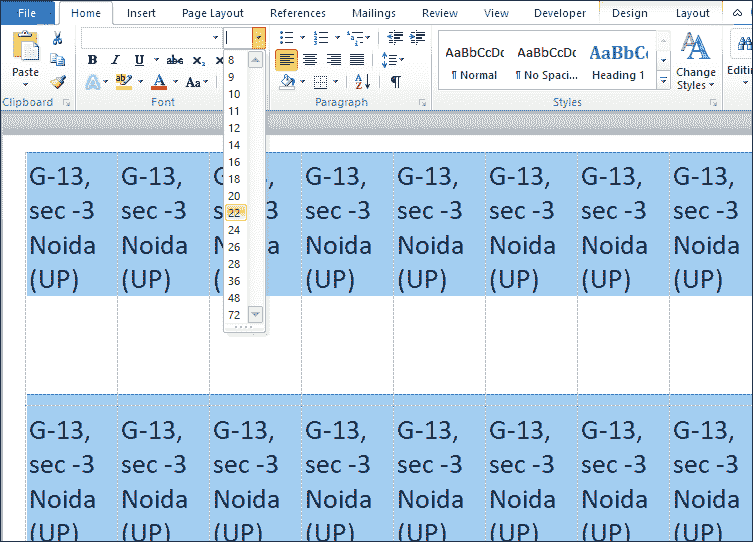 File Home Insert Page Layout References Mailings Review View Developer Design Layout
Paste
B I U abc x₂ x
A ab A Aa
AaBbCcDc AaBbCcDc AaBbCc
¶ Normal ¶ No Spaci... Heading 1
Change
Styles
Clipboard Font Paragraph Styles
8
9
10
11
12
14
16
18
20
22
24
26
28
36
48
72
G-13, G-13, G-13, G-13, G-13, G-13, G-13,
sec -3 sec -3 sec -3 sec -3 sec -3 sec -3 sec -3
Noida Noida Noida Noida Noida Noida Noida
(UP) (UP) (UP) (UP) (UP) (UP) (UP)
G-13, G-13, G-13, G-13, G-13, G-13, G-13, G-13,
sec -3 sec -3 sec -3 sec -3 sec -3 sec -3 sec -3 sec -3
Noida Noida Noida Noida Noida Noida Noida Noida
(UP) (UP) (UP) (UP) (UP) (UP) (UP) (UP)